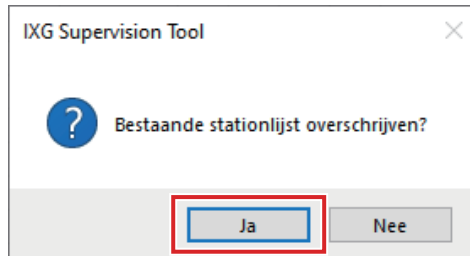 IXG Supervision Tool
Bestaande stationlijst overschrijven?
Ja
Nee